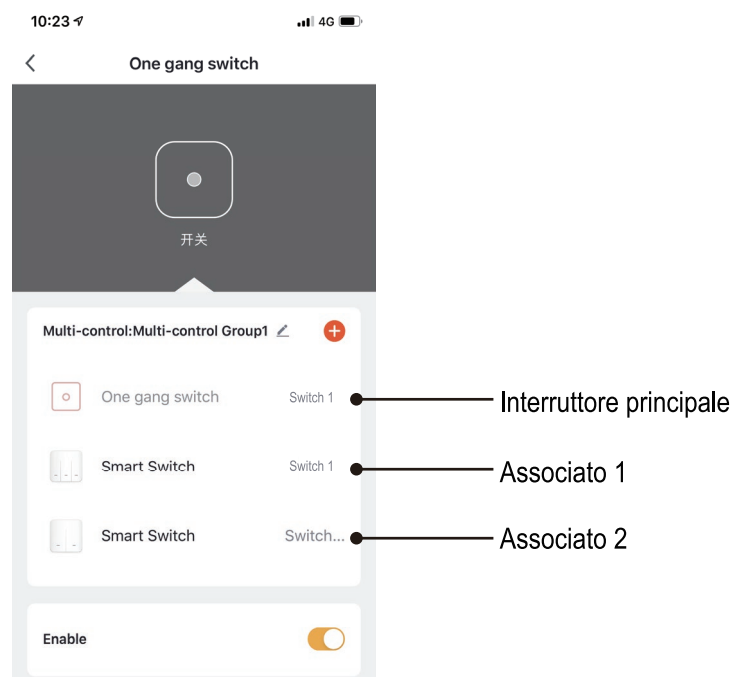 10:23
4G
One gang switch
开关
Multi-control:Multi-control Group1
One gang switch Switch 1 Interruttore principale
Smart Switch Switch 1 Associato 1
Smart Switch Switch... Associato 2
Enable